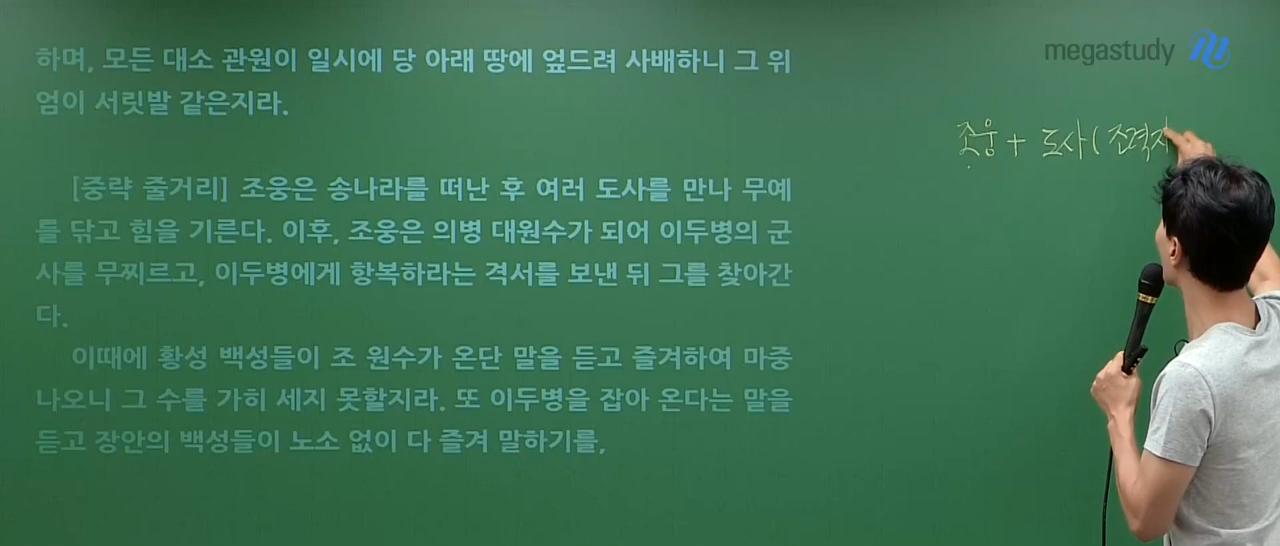 하며, 모든 대소 관원이 일시에 당 아래 땅에 엎드려 사배하니 그 위
엄이 서릿발 같은지라.
[중략 줄거리] 조웅은 송나라를 떠난 후 여러 도사를 만나 무예
를 닦고 힘을 기른다. 이후, 조웅은 의병 대원수가 되어 이두병의 군
사를 무찌르고, 이두병에게 항복하라는 격서를 보낸 뒤 그를 찾아간
다.
이때에 황성 백성들이 조 원수가 온단 말을 듣고 즐겨하여 마중
나오니 그 수를 가히 세지 못할지라. 또 이두병을 잡아 온다는 말을
듣고 장안의 백성들이 노소 없이 다 즐겨 말하기를,
megastudy
조웅 + 도사 (조력자